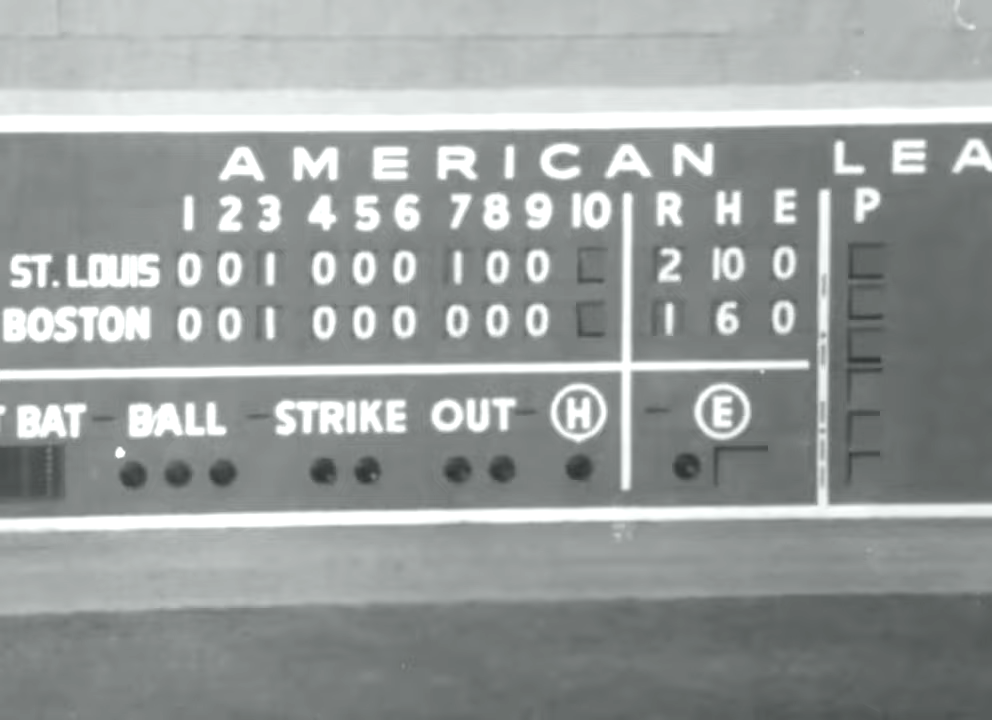 AMERICAN LEA
1 2 3 4 5 6 7 8 9 10 R H E P
ST. LOUIS 0 0 1 0 0 0 1 0 0 2 10 0
BOSTON 0 0 1 0 0 0 0 0 0 1 6 0
T BAT - BALL - STRIKE OUT - H - E